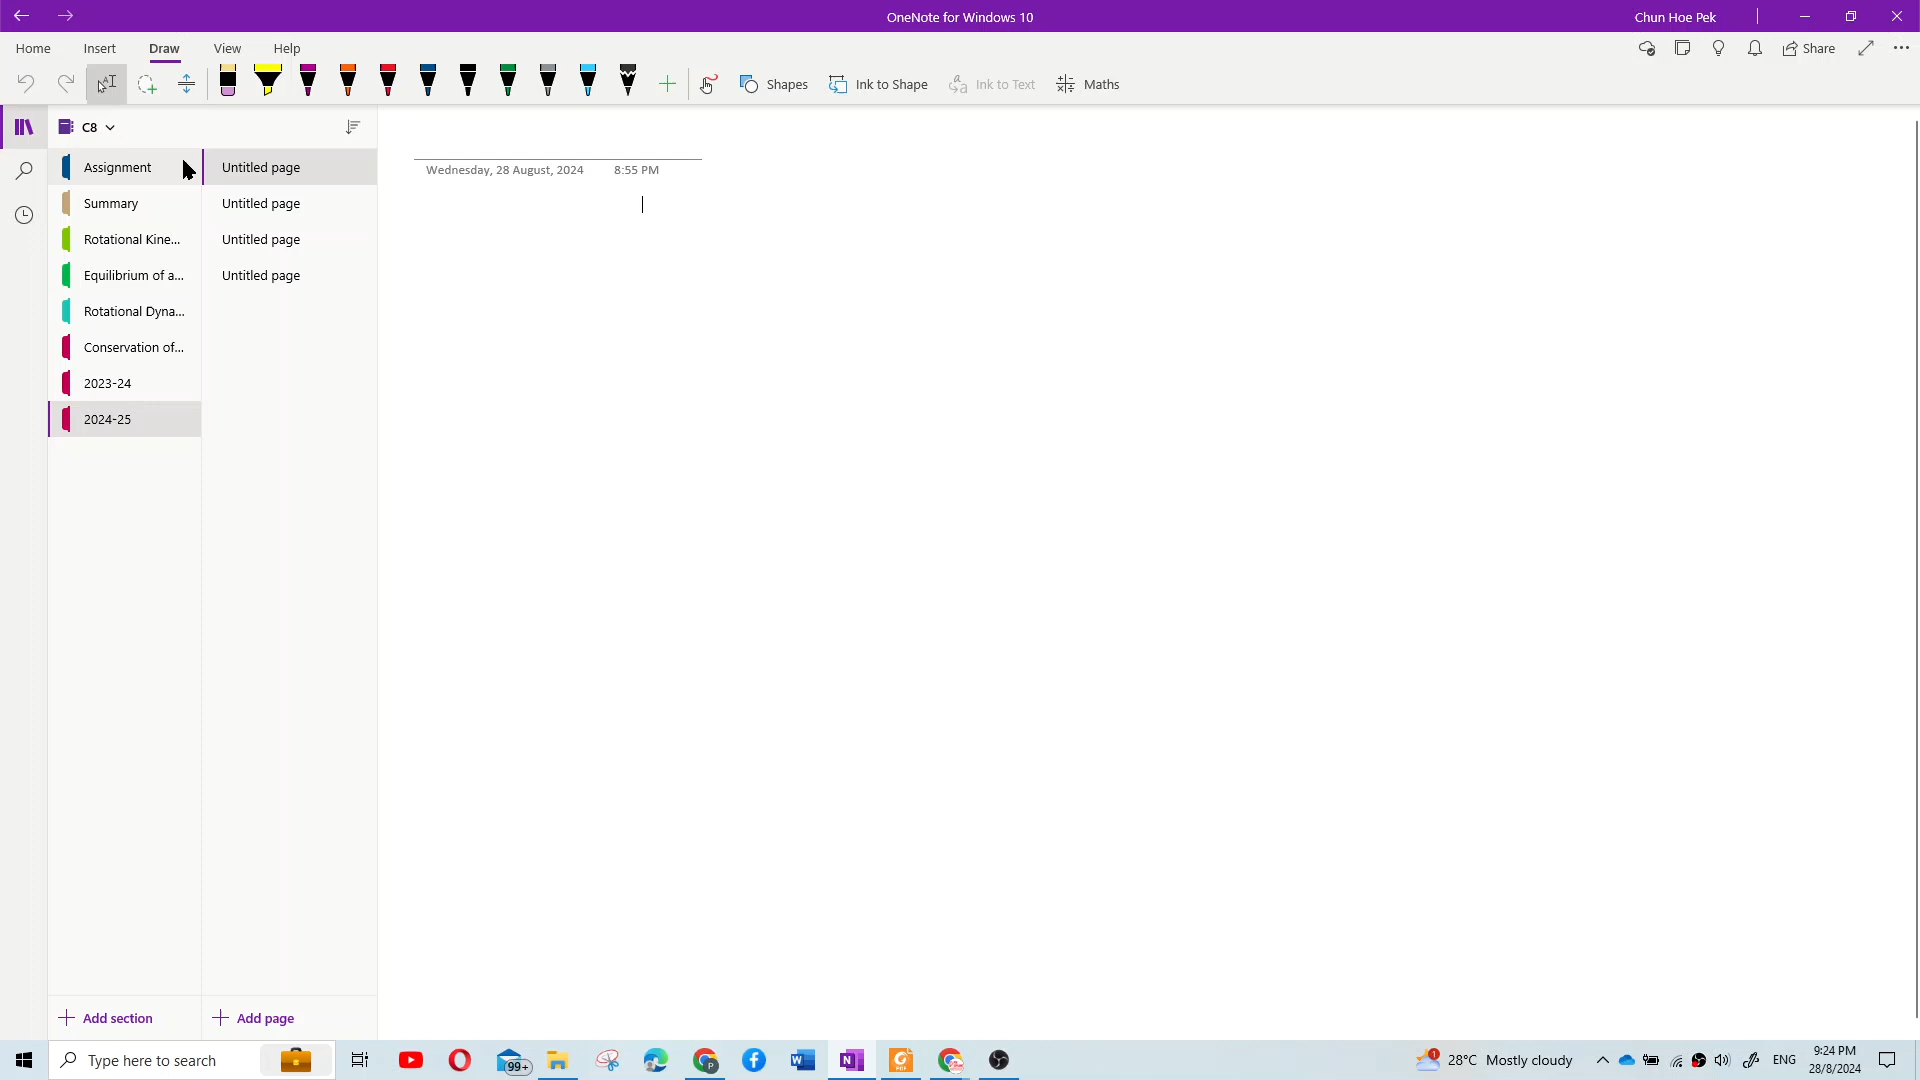 OneNote for Windows 10
Chun Hoe Pek
Home Insert Draw View Help
Share
Shapes Ink to Shape Ink to Text Maths
C8
Assignment
Summary
Rotational Kine...
Equilibrium of a...
Rotational Dyna...
Conservation of...
2023-24
2024-25
Untitled page
Untitled page
Untitled page
Untitled page
Wednesday, 28 August, 2024 8:55 PM
Add section
Add page
Type here to search
99+
28°C Mostly cloudy
ENG
9:24 PM
28/8/2024